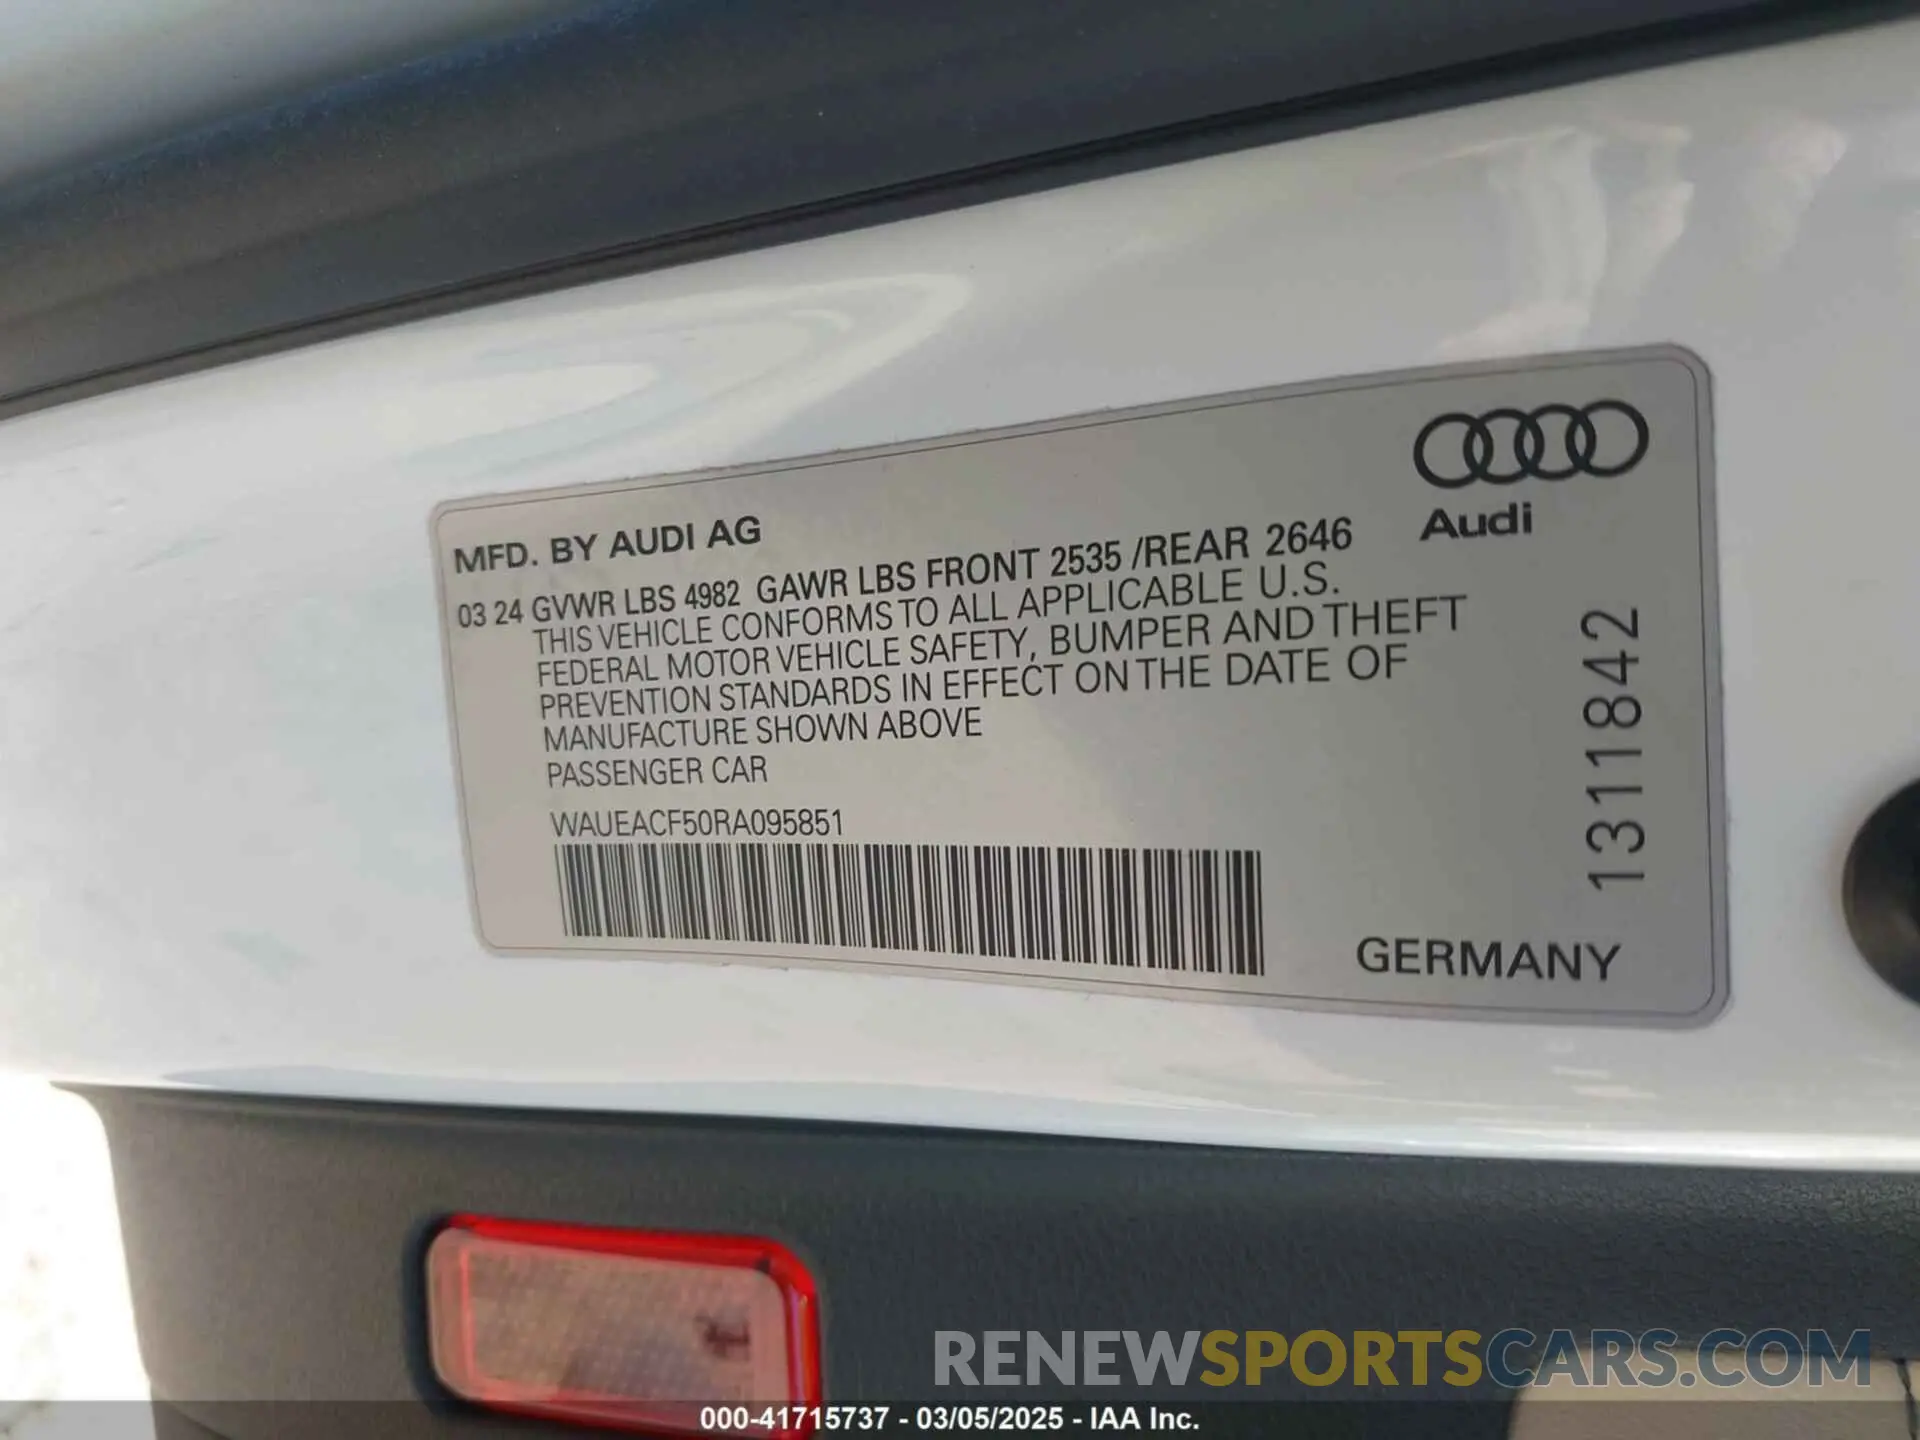 Audi
MFD. BY AUDI AG
03 24 GVWR LBS 4982 GAWR LBS FRONT 2535 /REAR 2646
THIS VEHICLE CONFORMS TO ALL APPLICABLE U.S.
FEDERAL MOTOR VEHICLE SAFETY, BUMPER AND THEFT
PREVENTION STANDARDS IN EFFECT ON THE DATE OF
MANUFACTURE SHOWN ABOVE
PASSENGER CAR
WAUEACF50RA095851
1311842
GERMANY
RENEWSPORTSCARS.COM
000-41715737 - 03/05/2025 - IAA Inc.